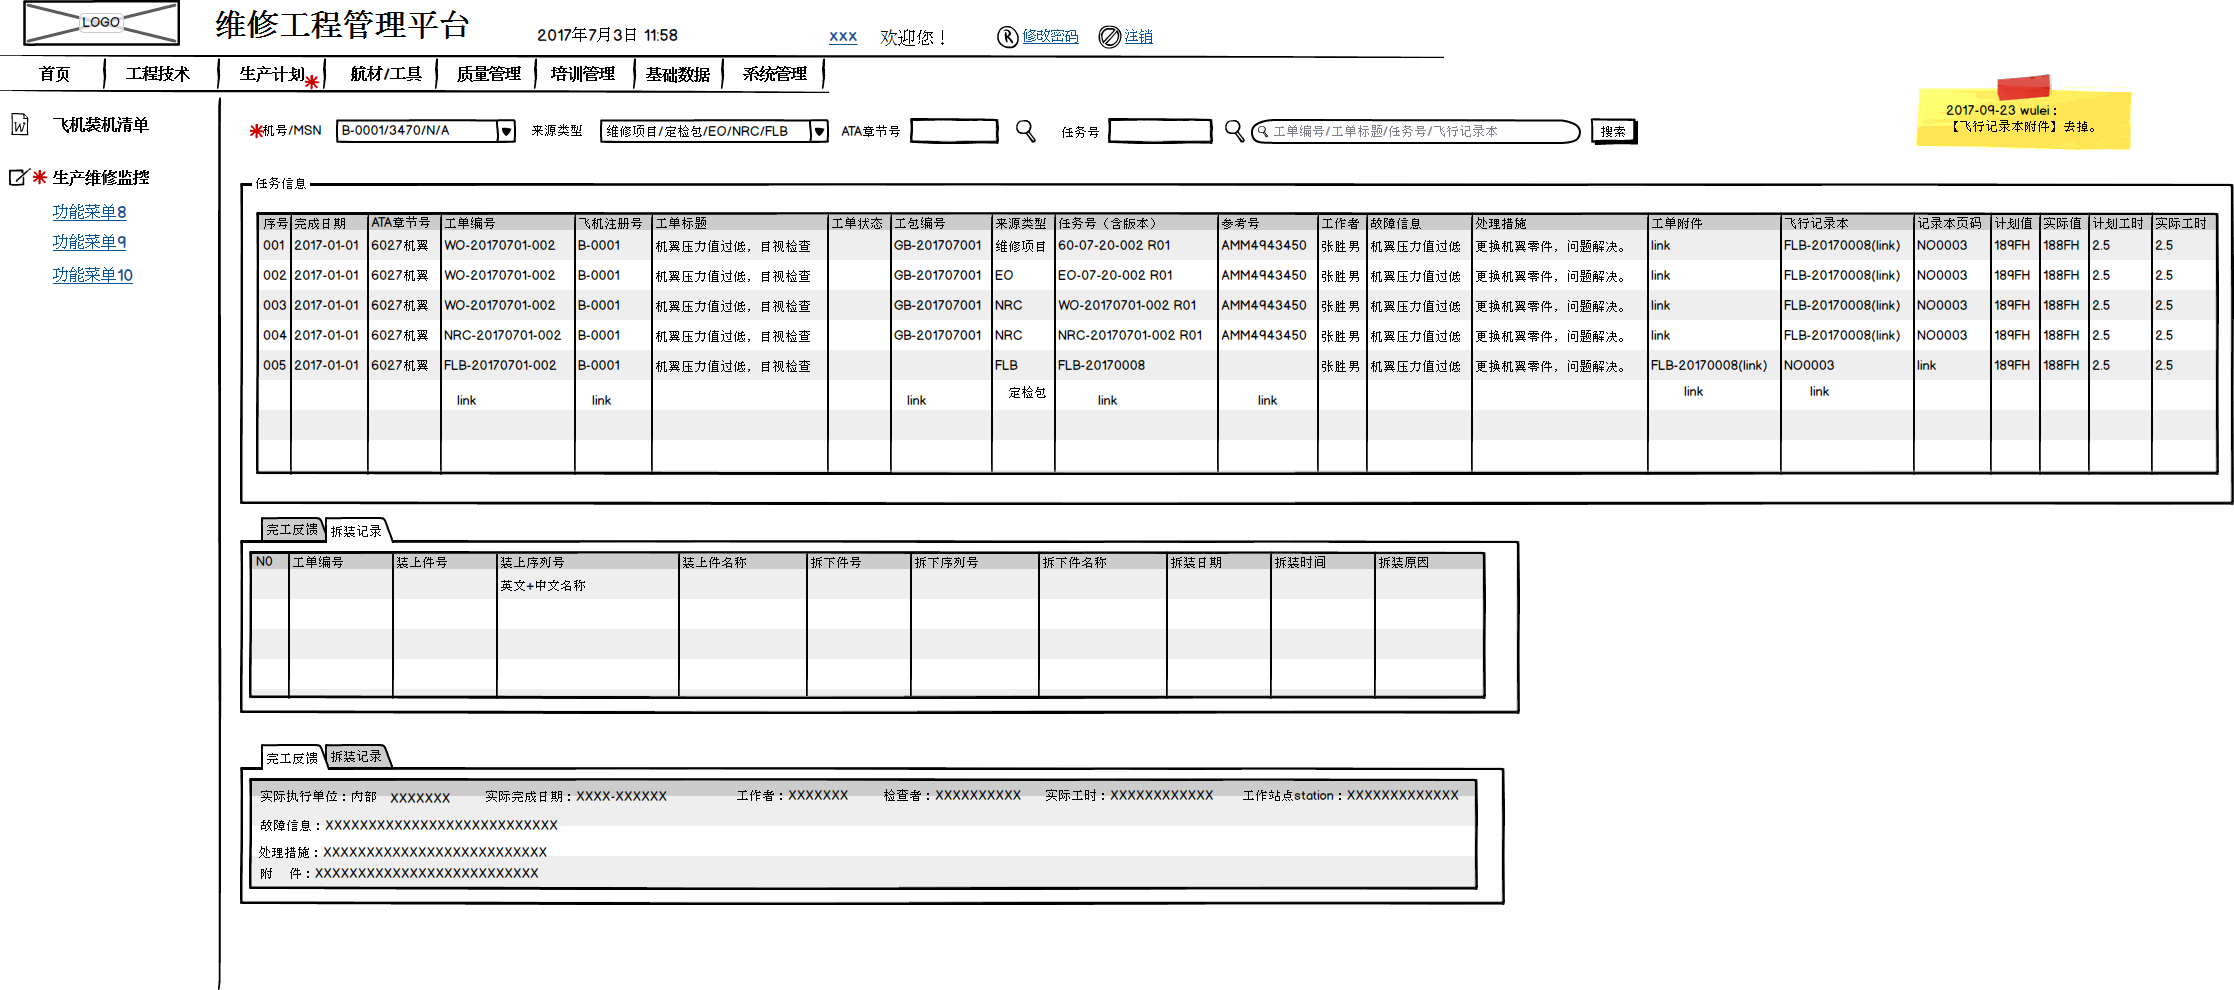 LOGO 维修工程管理平台 2017年7月3日 11:58 xxx 欢迎您！ R 修改密码 注销
首页 工程技术 生产计划 航材/工具 质量管理 培训管理 基础数据 系统管理
2017-09-23 wulei：
【飞行记录本附件】去掉。
W 飞机装机清单
生产维修监控
功能菜单8
功能菜单9
功能菜单10
机号/MSN B-0001/3470/N/A 来源类型 维修项目/定检包/EO/NRC/FLB ATA章节号 任务号 工单编号/工单标题/任务号/飞行记录本 搜索
任务信息
序号 完成日期 ATA章节号 工单编号 飞机注册号 工单标题 工单状态 工包编号 来源类型 任务号（含版本） 参考号 工作者 故障信息 处理措施 工单附件 飞行记录本 记录本页码 计划值 实际值 计划工时 实际工时
001 2017-01-01 6027机翼 WO-20170701-002 B-0001 机翼压力值过低，目视检查 GB-201707001 维修项目 60-07-20-002 R01 AMM4943450 张胜男 机翼压力值过低 更换机翼零件，问题解决。 link FLB-20170008(link) NO0003 189FH 188FH 2.5 2.5
002 2017-01-01 6027机翼 WO-20170701-002 B-0001 机翼压力值过低，目视检查 GB-201707001 EO EO-07-20-002 R01 AMM4943450 张胜男 机翼压力值过低 更换机翼零件，问题解决。 link FLB-20170008(link) NO0003 189FH 188FH 2.5 2.5
003 2017-01-01 6027机翼 WO-20170701-002 B-0001 机翼压力值过低，目视检查 GB-201707001 NRC WO-20170701-002 R01 AMM4943450 张胜男 机翼压力值过低 更换机翼零件，问题解决。 link FLB-20170008(link) NO0003 189FH 188FH 2.5 2.5
004 2017-01-01 6027机翼 NRC-20170701-002 B-0001 机翼压力值过低，目视检查 GB-201707001 NRC NRC-20170701-002 R01 AMM4943450 张胜男 机翼压力值过低 更换机翼零件，问题解决。 link FLB-20170008(link) NO0003 189FH 188FH 2.5 2.5
005 2017-01-01 6027机翼 FLB-20170701-002 B-0001 机翼压力值过低，目视检查 FLB FLB-20170008 张胜男 机翼压力值过低 更换机翼零件，问题解决。 FLB-20170008(link) NO0003 link 189FH 188FH 2.5 2.5
link link link 定检包 link link link link
完工反馈 拆装记录
NO 工单编号 装上件号 装上序列号 装上件名称 拆下件号 拆下序列号 拆下件名称 拆装日期 拆装时间 拆装原因
英文+中文名称
完工反馈 拆装记录
实际执行单位：内部 XXXXXXX 实际完成日期：XXXX-XXXXXX 工作者：XXXXXXX 检查者：XXXXXXXXXX 实际工时：XXXXXXXXXXXX 工作站点station：XXXXXXXXXXXXX
故障信息：XXXXXXXXXXXXXXXXXXXXXXXXXXX
处理措施：XXXXXXXXXXXXXXXXXXXXXXXXXX
附 件：XXXXXXXXXXXXXXXXXXXXXXXXXX